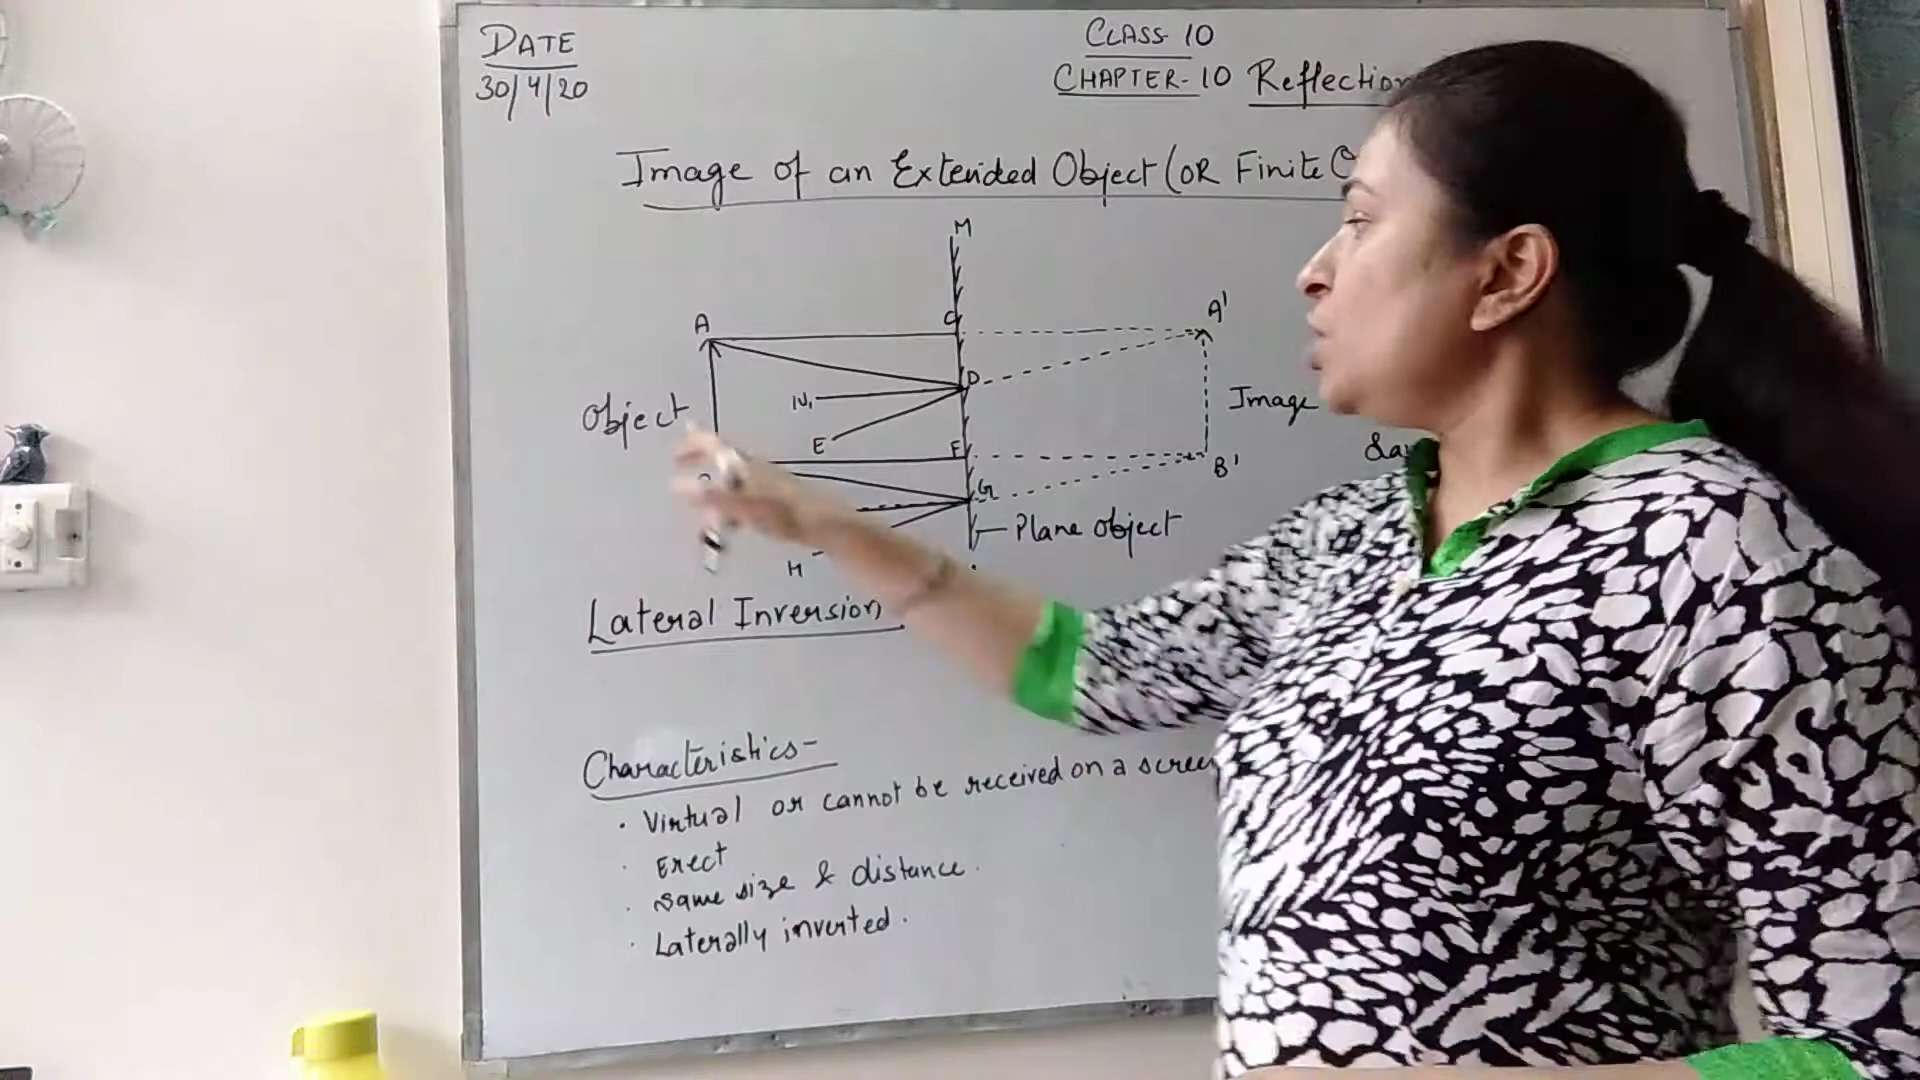 DATE
30/4/20
CLASS 10
CHAPTER-10 Reflection
Image of an Extended Object (OR Finite O
M
A
C
A'
D
N1
Object
E
Image
F
B'
G
Plane object
H
Lateral Inversion
Characteristics-
· Virtual or cannot be received on a screen
· Erect
· Same size & distance.
· Laterally inverted.